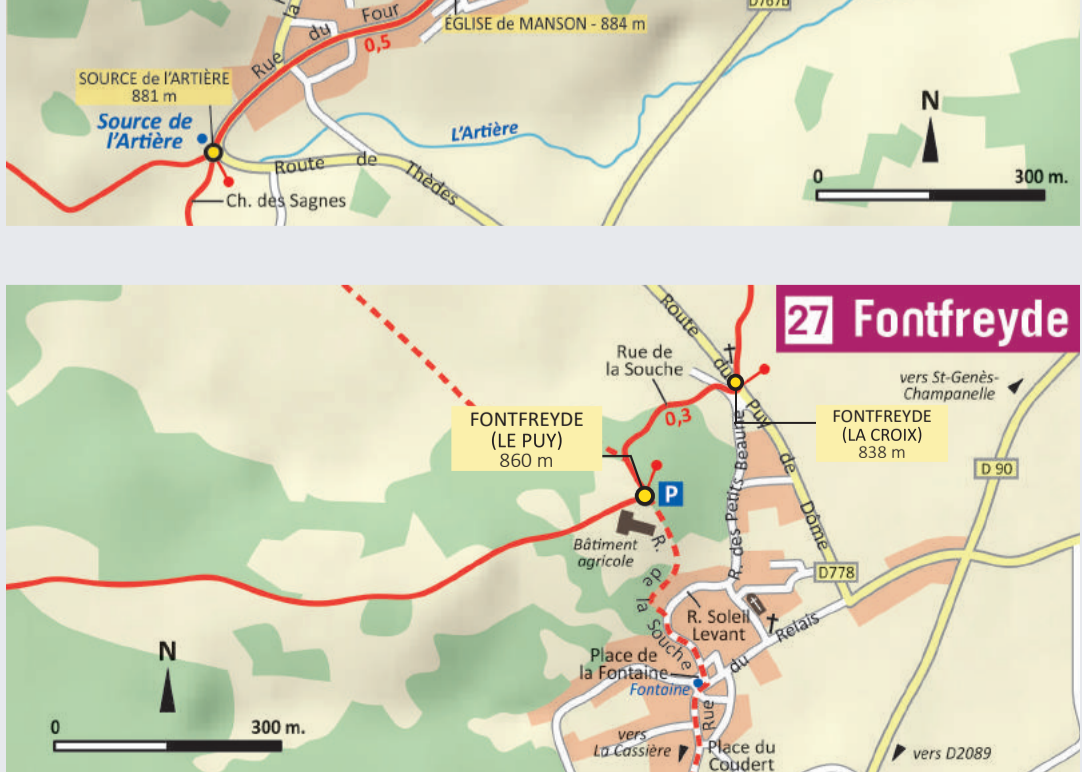 D767b
la
Rue du Four
ÉGLISE de MANSON - 884 m
0,5
SOURCE de l'ARTIÈRE
881 m
Source de
l'Artière
L'Artière
Route de Thèdes
Ch. des Sagnes
N
0 300 m.
27 Fontfreyde
Route du Puy de Dôme
Rue de
la Souche
0,3
vers St-Genès-
Champanelle
FONTFREYDE
(LE PUY)
860 m
FONTFREYDE
(LA CROIX)
838 m
P
D 90
R. des Petits Beaune
Bâtiment
agricole
R. de la Souche
D778
R. Soleil
Levant
Rue du Relais
Place de
la Fontaine
Fontaine
N
0 300 m.
vers
La Cassière
Place du
Coudert
vers D2089